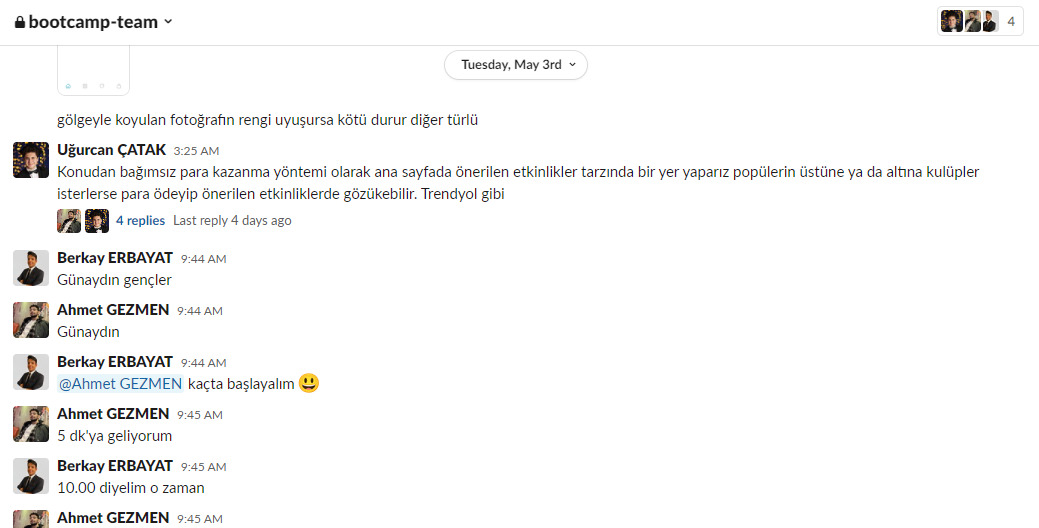 bootcamp-team
4
Tuesday, May 3rd
gölgeyle koyulan fotoğrafın rengi uyuşursa kötü durur diğer türlü
Uğurcan ÇATAK 3:25 AM
Konudan bağımsız para kazanma yöntemi olarak ana sayfada önerilen etkinlikler tarzında bir yer yaparız popülerin üstüne ya da altına kulüpler
isterlerse para ödeyip önerilen etkinliklerde gözükebilir. Trendyol gibi
4 replies Last reply 4 days ago
Berkay ERBAYAT 9:44 AM
Günaydın gençler
Ahmet GEZMEN 9:44 AM
Günaydın
Berkay ERBAYAT 9:44 AM
@Ahmet GEZMEN kaçta başlayalım
Ahmet GEZMEN 9:45 AM
5 dk'ya geliyorum
Berkay ERBAYAT 9:45 AM
10.00 diyelim o zaman
Ahmet GEZMEN 9:45 AM